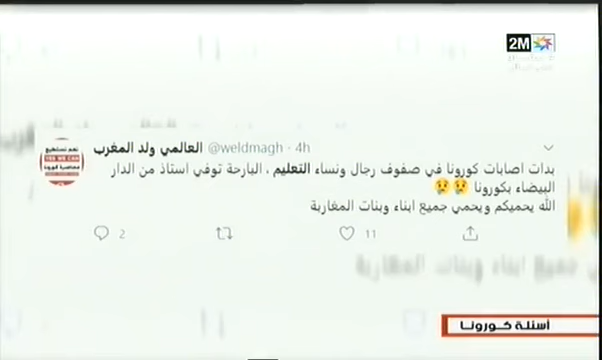 2M
العالمي ولد المغرب @weldmagh · 4h
بدات اصابات كورونا في صفوف رجال ونساء التعليم ، البارحة توفي استاذ من الدار
البيضاء بكورونا 😢😢
الله يحميكم ويحمي جميع ابناء وبنات المغاربة
2 11
أسئلة كورونا